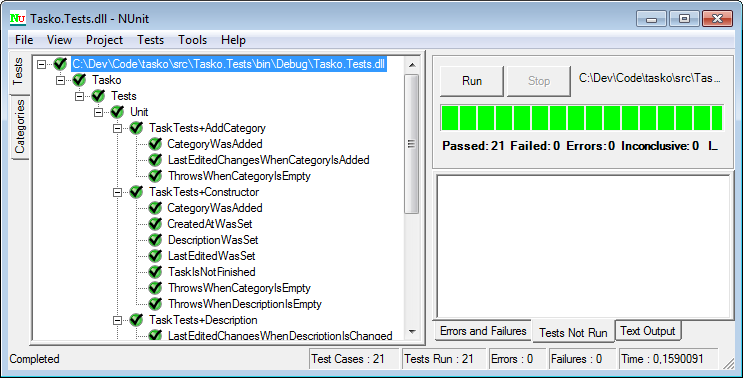 Tasko.Tests.dll - NUnit
File View Project Tests Tools Help
Tests
Categories
C:\Dev\Code\tasko\src\Tasko.Tests\bin\Debug\Tasko.Tests.dll
Tasko
Tests
Unit
TaskTests+AddCategory
CategoryWasAdded
LastEditedChangesWhenCategoryIsAdded
ThrowsWhenCategoryIsEmpty
TaskTests+Constructor
CategoryWasAdded
CreatedAtWasSet
DescriptionWasSet
LastEditedWasSet
TaskIsNotFinished
ThrowsWhenCategoryIsEmpty
ThrowsWhenDescriptionIsEmpty
TaskTests+Description
LastEditedChangesWhenDescriptionIsChanged
Run Stop C:\Dev\Code\tasko\src\Tas...
Passed: 21 Failed: 0 Errors: 0 Inconclusive: 0 I...
Errors and Failures Tests Not Run Text Output
Completed Test Cases : 21 Tests Run : 21 Errors : 0 Failures : 0 Time : 0,1590091